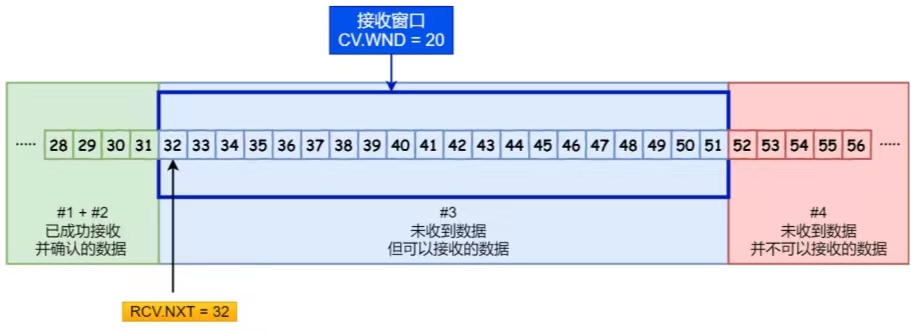 接收窗口
CV.WND = 20
····· 28 29 30 31 32 33 34 35 36 37 38 39 40 41 42 43 44 45 46 47 48 49 50 51 52 53 54 55 56 ·····
#1 + #2
已成功接收
并确认的数据
#3
未收到数据
但可以接收的数据
#4
未收到数据
并不可以接收的数据
RCV.NXT = 32